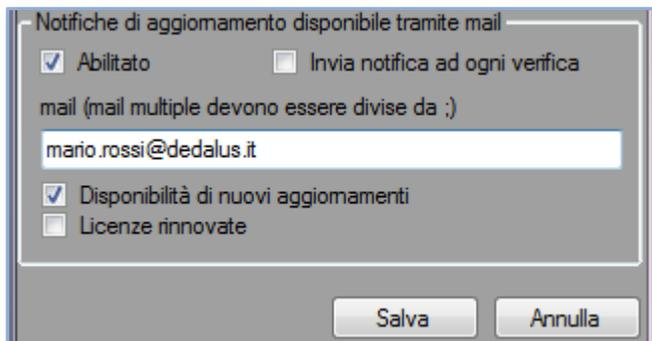 Notifiche di aggiornamento disponibile tramite mail
Abilitato Invia notifica ad ogni verifica
mail (mail multiple devono essere divise da ;)
mario.rossi@dedalus.it
Disponibilità di nuovi aggiornamenti
Licenze rinnovate
Salva Annulla